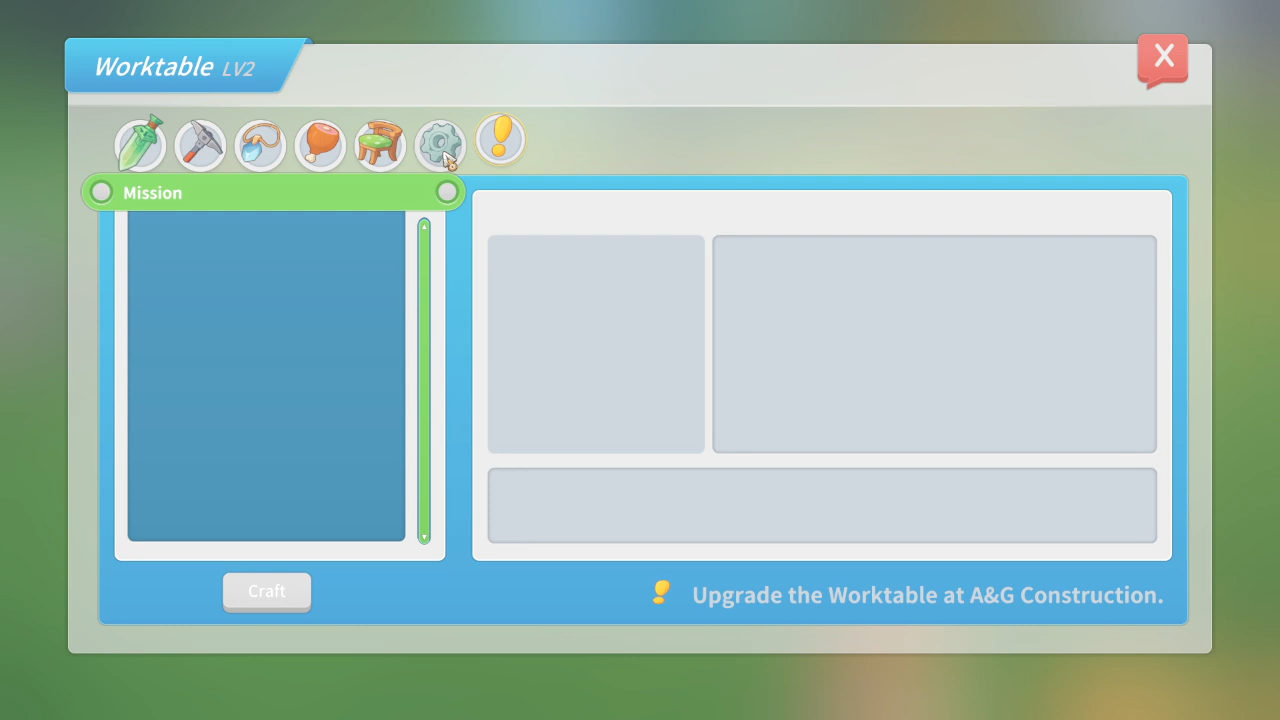 Worktable LV2
X
Mission
Craft
Upgrade the Worktable at A&G Construction.